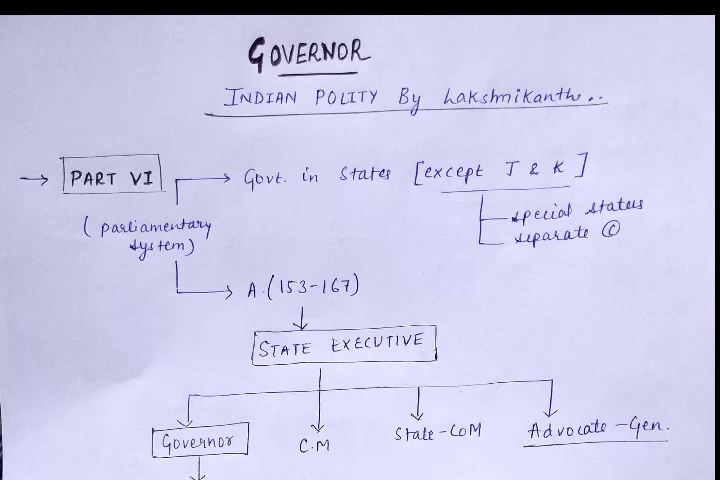 GOVERNOR
INDIAN POLITY By Lakshmikanth..
→ PART VI → Govt. in States [except J & K]
special status
separate ©
(parliamentary
system)
→ A.(153-167)
STATE EXECUTIVE
Governor C.M State-CoM Advocate-Gen.